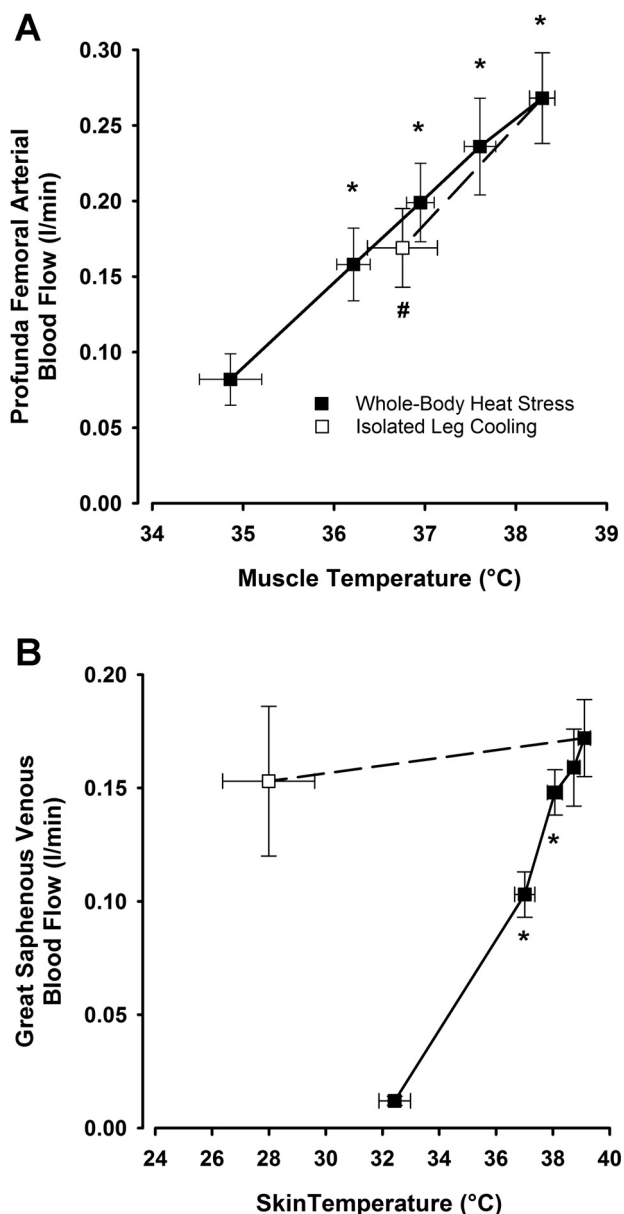 A
Profunda Femoral Arterial
Blood Flow (l/min)
0.30
0.25
0.20
0.15
0.10
0.05
0.00
*
*
*
*
#
Whole-Body Heat Stress
Isolated Leg Cooling
34 35 36 37 38 39
Muscle Temperature (°C)
B
Great Saphenous Venous
Blood Flow (l/min)
0.20
0.15
0.10
0.05
0.00
*
*
24 26 28 30 32 34 36 38 40
SkinTemperature (°C)